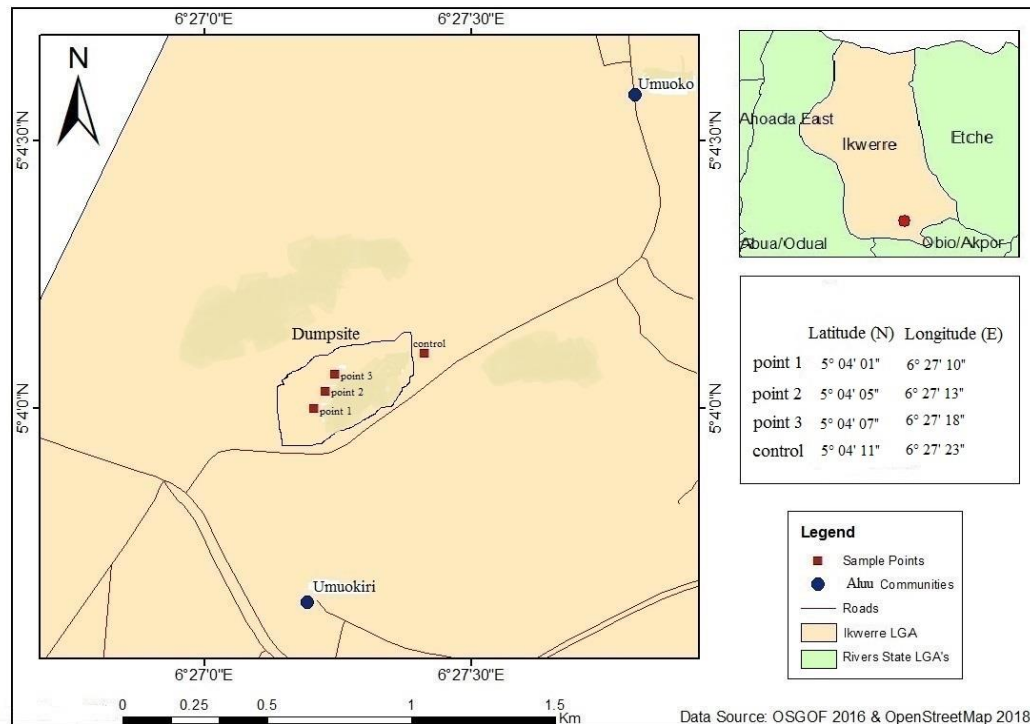 6°27'0"E
6°27'30"E
N
Umuoko
5°4'30"N
5°4'30"N
Dumpsite
control
point 3
point 2
point 1
5°4'0"N
5°4'0"N
Umuokiri
6°27'0"E
6°27'30"E
0 0.25 0.5 1 1.5
Km
Ahoada East
Ikwerre
Etche
Abua/Odual
Obio/Akpor
Latitude (N) Longitude (E)
point 1 5° 04' 01" 6° 27' 10"
point 2 5° 04' 05" 6° 27' 13"
point 3 5° 04' 07" 6° 27' 18"
control 5° 04' 11" 6° 27' 23"
Legend
Sample Points
Aluu Communities
Roads
Ikwerre LGA
Rivers State LGA's
Data Source: OSGOF 2016 & OpenStreetMap 2018